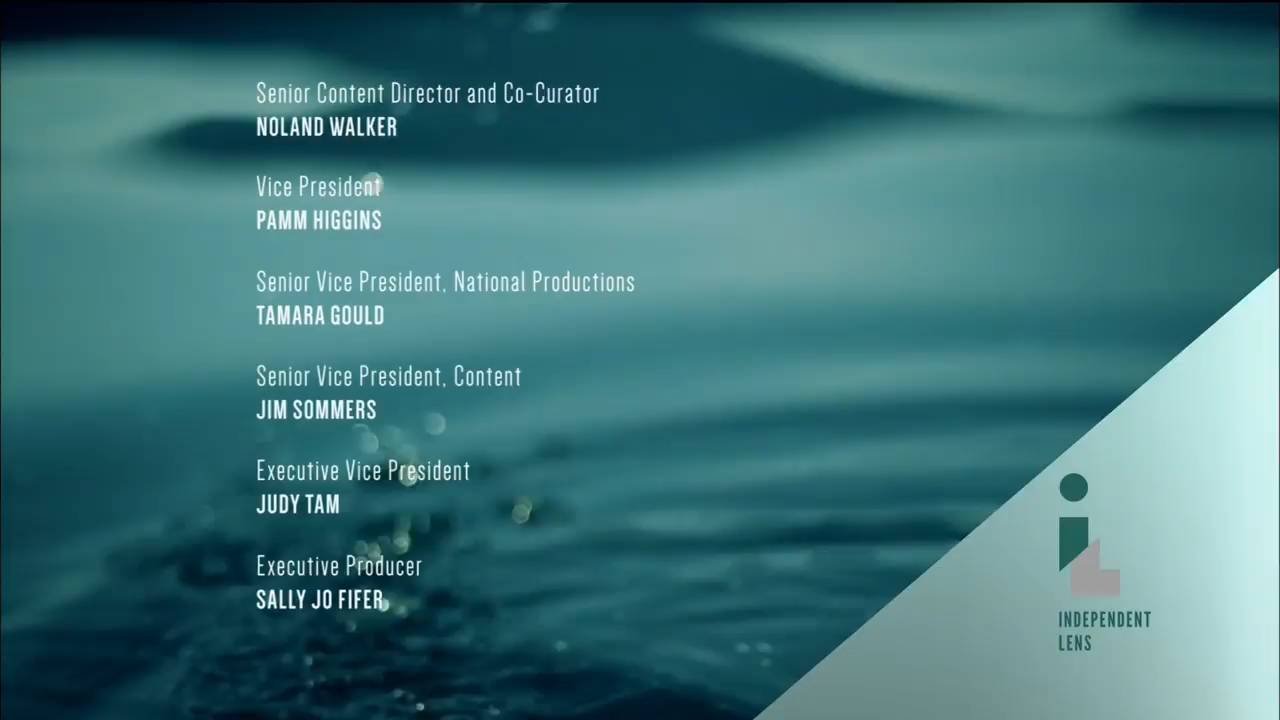 Senior Content Director and Co-Curator
NOLAND WALKER
Vice President
PAMM HIGGINS
Senior Vice President, National Productions
TAMARA GOULD
Senior Vice President, Content
JIM SOMMERS
Executive Vice President
JUDY TAM
Executive Producer
SALLY JO FIFER
iL
INDEPENDENT
LENS